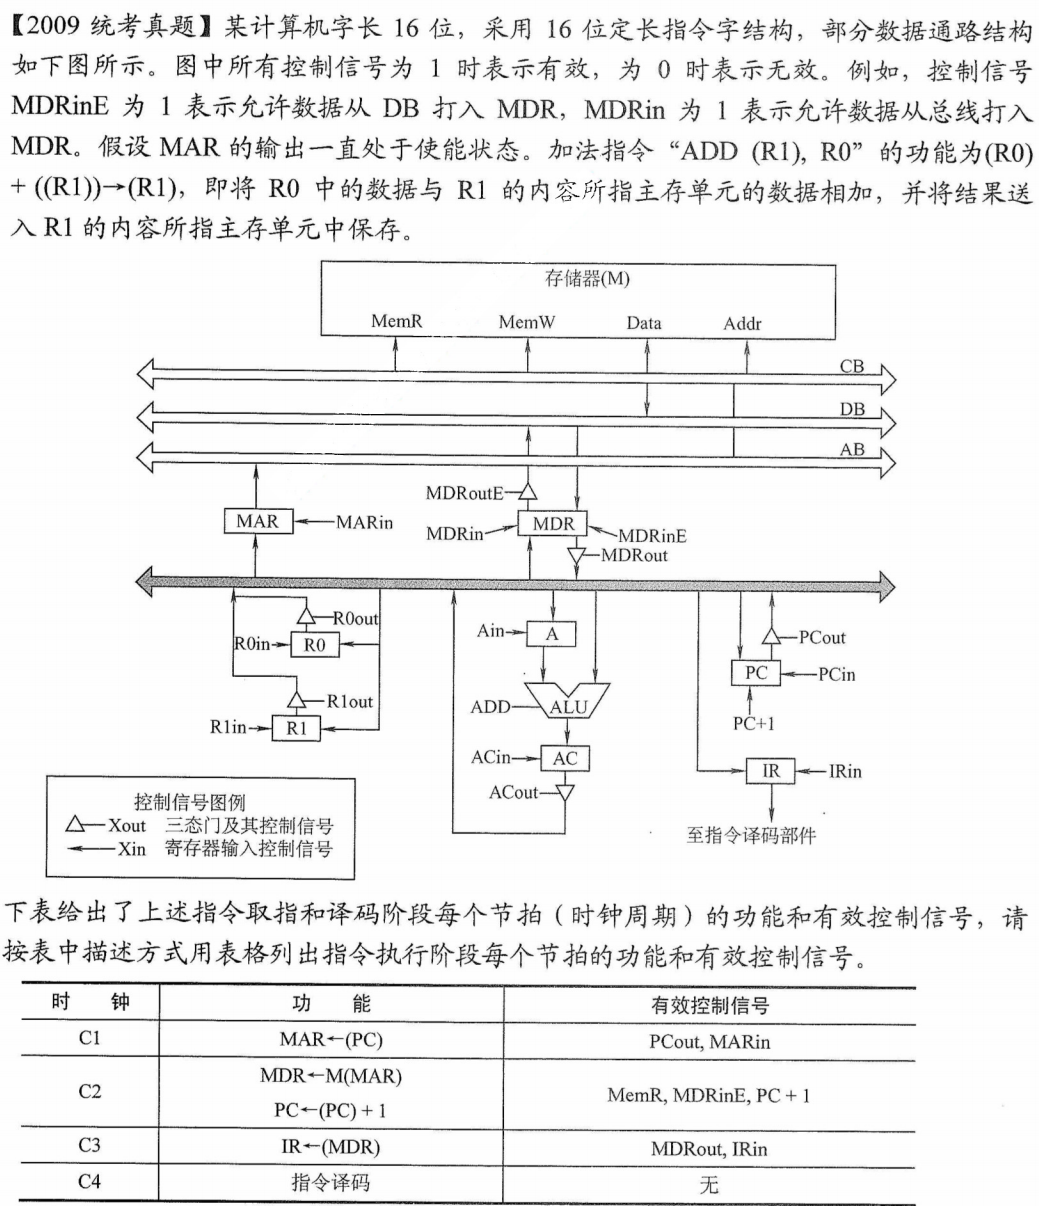 【2009 统考真题】某计算机字长 16 位，采用 16 位定长指令字结构，部分数据通路结构
如下图所示。图中所有控制信号为 1 时表示有效，为 0 时表示无效。例如，控制信号
MDRinE 为 1 表示允许数据从 DB 打入 MDR，MDRin 为 1 表示允许数据从总线打入
MDR。假设 MAR 的输出一直处于使能状态。加法指令“ADD (R1), R0”的功能为(R0)
+ ((R1))→(R1)，即将 R0 中的数据与 R1 的内容所指主存单元的数据相加，并将结果送
入 R1 的内容所指主存单元中保存。
存储器(M)
MemR MemW Data Addr
CB
DB
AB
MDRoutE
MAR MARin MDRin MDR MDRinE
MDRout
R0out
R0in R0
Ain A
PCout
PC PCin
R1out
ADD ALU
R1in R1
PC+1
ACin AC
IR IRin
ACout
控制信号图例
Xout 三态门及其控制信号
Xin 寄存器输入控制信号
至指令译码部件
下表给出了上述指令取指和译码阶段每个节拍（时钟周期）的功能和有效控制信号，请
按表中描述方式用表格列出指令执行阶段每个节拍的功能和有效控制信号。
时 钟 功 能 有效控制信号
C1 MAR←(PC) PCout, MARin
C2 MDR←M(MAR) MemR, MDRinE, PC + 1
PC←(PC) + 1
C3 IR←(MDR) MDRout, IRin
C4 指令译码 无